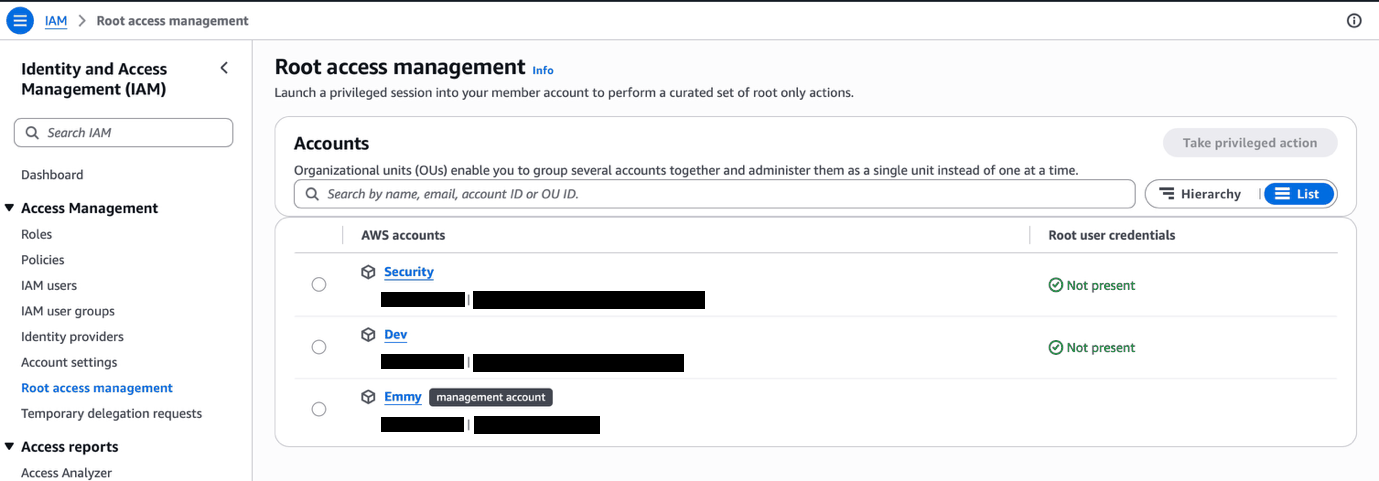 IAM > Root access management
Identity and Access
Management (IAM)
Search IAM
Dashboard
Access Management
Roles
Policies
IAM users
IAM user groups
Identity providers
Account settings
Root access management
Temporary delegation requests
Access reports
Access Analyzer
Root access management Info
Launch a privileged session into your member account to perform a curated set of root only actions.
Accounts
Take privileged action
Organizational units (OUs) enable you to group several accounts together and administer them as a single unit instead of one at a time.
Search by name, email, account ID or OU ID.
Hierarchy | List
AWS accounts Root user credentials
Security
|
Not present
Dev
|
Not present
Emmy management account
|